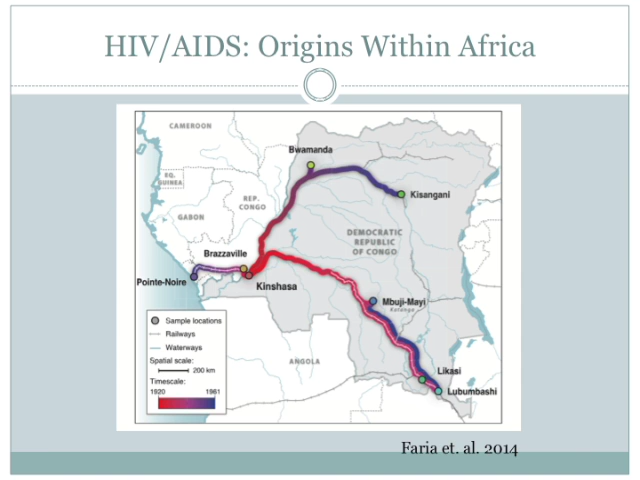 HIV/AIDS: Origins Within Africa
CAMEROON
Bwamanda
EQ.
GUINEA
Kisangani
REP.
CONGO
GABON
DEMOCRATIC
REPUBLIC
OF CONGO
Brazzaville
Pointe-Noire
Kinshasa
Mbuji-Mayi
Katanga
Sample locations
Railways
Waterways
Spatial scale:
200 km
Timescale:
1920
1961
ANGOLA
Likasi
Lubumbashi
Faria et. al. 2014